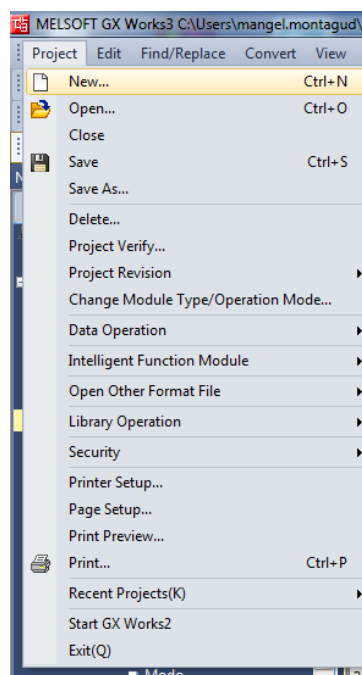 MELSOFT GX Works3 C:\Users\mangel.montagud\
Project Edit Find/Replace Convert View
New... Ctrl+N
Open... Ctrl+O
Close
Save Ctrl+S
Save As...
Delete...
Project Verify...
Project Revision
Change Module Type/Operation Mode...
Data Operation
Intelligent Function Module
Open Other Format File
Library Operation
Security
Printer Setup...
Page Setup...
Print Preview...
Print... Ctrl+P
Recent Projects(K)
Start GX Works2
Exit(Q)